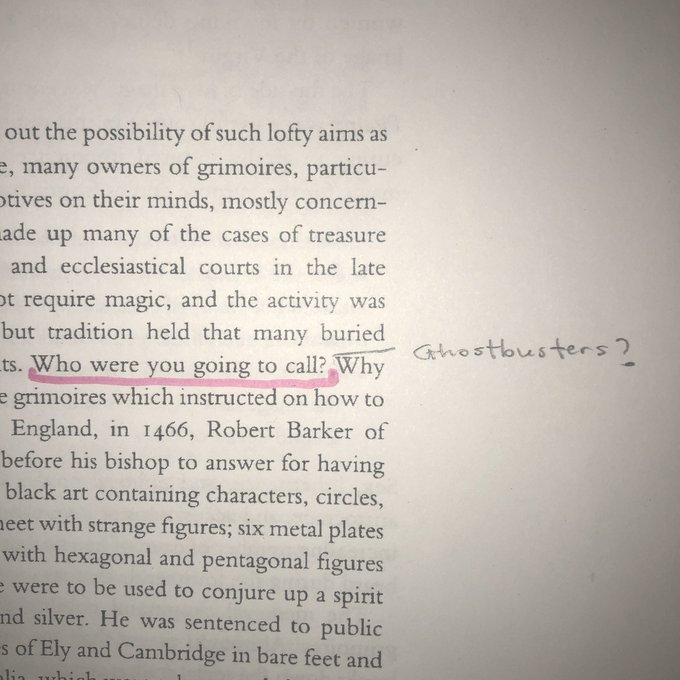 out the possibility of such lofty aims as
e, many owners of grimoires, particu-
otives on their minds, mostly concern-
ade up many of the cases of treasure
and ecclesiastical courts in the late
ot require magic, and the activity was
but tradition held that many buried
ts. Who were you going to call? Why
Ghostbusters?
e grimoires which instructed on how to
England, in 1466, Robert Barker of
before his bishop to answer for having
black art containing characters, circles,
heet with strange figures; six metal plates
with hexagonal and pentagonal figures
e were to be used to conjure up a spirit
nd silver. He was sentenced to public
s of Ely and Cambridge in bare feet and